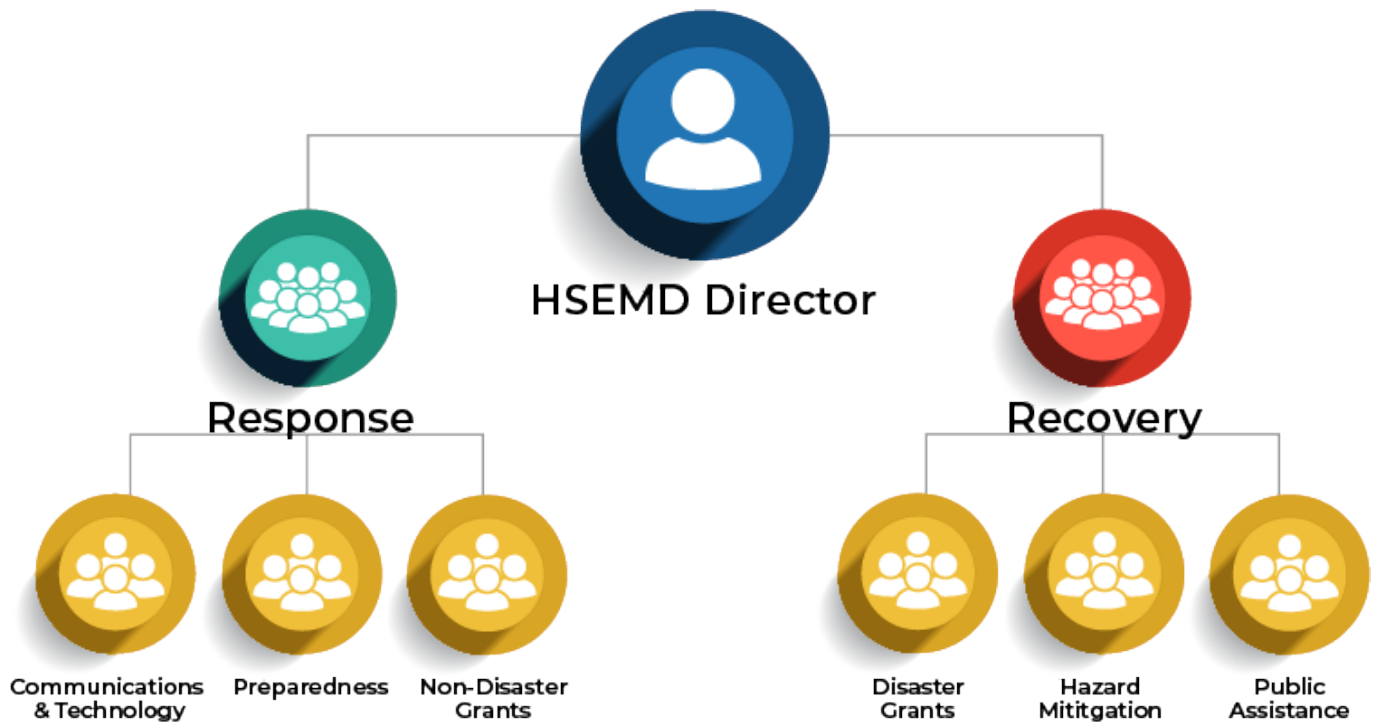 HSEMD Director
Response
Recovery
Communications
& Technology
Preparedness
Non-Disaster
Grants
Disaster
Grants
Hazard
Mititgation
Public
Assistance